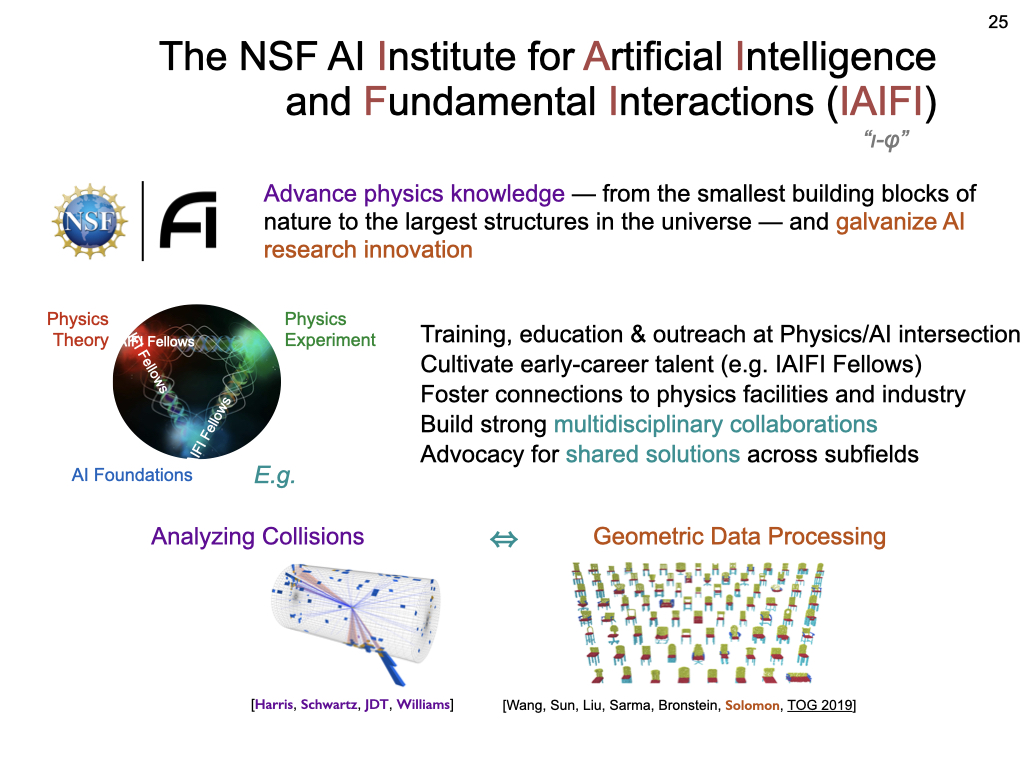 25
The NSF AI Institute for Artificial Intelligence
and Fundamental Interactions (IAIFI)
“ı-φ”
NSF
AI
Advance physics knowledge — from the smallest building blocks of
nature to the largest structures in the universe — and galvanize AI
research innovation
Physics
Theory
Physics
Experiment
IAIFI Fellows
IAIFI Fellows
IAIFI Fellows
AI Foundations
E.g.
Training, education & outreach at Physics/AI intersection
Cultivate early-career talent (e.g. IAIFI Fellows)
Foster connections to physics facilities and industry
Build strong multidisciplinary collaborations
Advocacy for shared solutions across subfields
Analyzing Collisions
⇔
Geometric Data Processing
[Harris, Schwartz, JDT, Williams]
[Wang, Sun, Liu, Sarma, Bronstein, Solomon, TOG 2019]